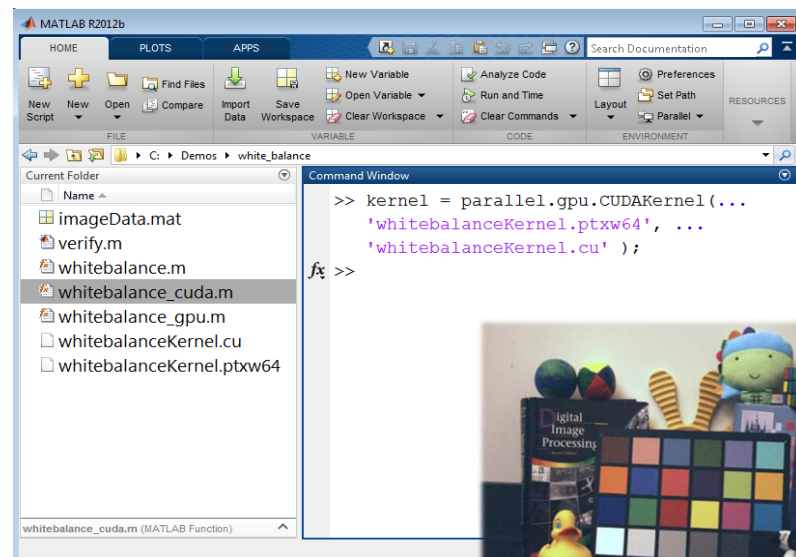 MATLAB R2012b
HOME PLOTS APPS Search Documentation
New Script
New
Open
Find Files
Compare
FILE
Import Data
Save Workspace
New Variable
Open Variable
Clear Workspace
VARIABLE
Analyze Code
Run and Time
Clear Commands
CODE
Layout
Preferences
Set Path
Parallel
ENVIRONMENT
RESOURCES
C: Demos white_balance
Current Folder
Name
imageData.mat
verify.m
whitebalance.m
whitebalance_cuda.m
whitebalance_gpu.m
whitebalanceKernel.cu
whitebalanceKernel.ptxw64
whitebalance_cuda.m (MATLAB Function)
Command Window
>> kernel = parallel.gpu.CUDAKernel(...
'whitebalanceKernel.ptxw64', ...
'whitebalanceKernel.cu' );
fx >>
Digital
Image
Processing